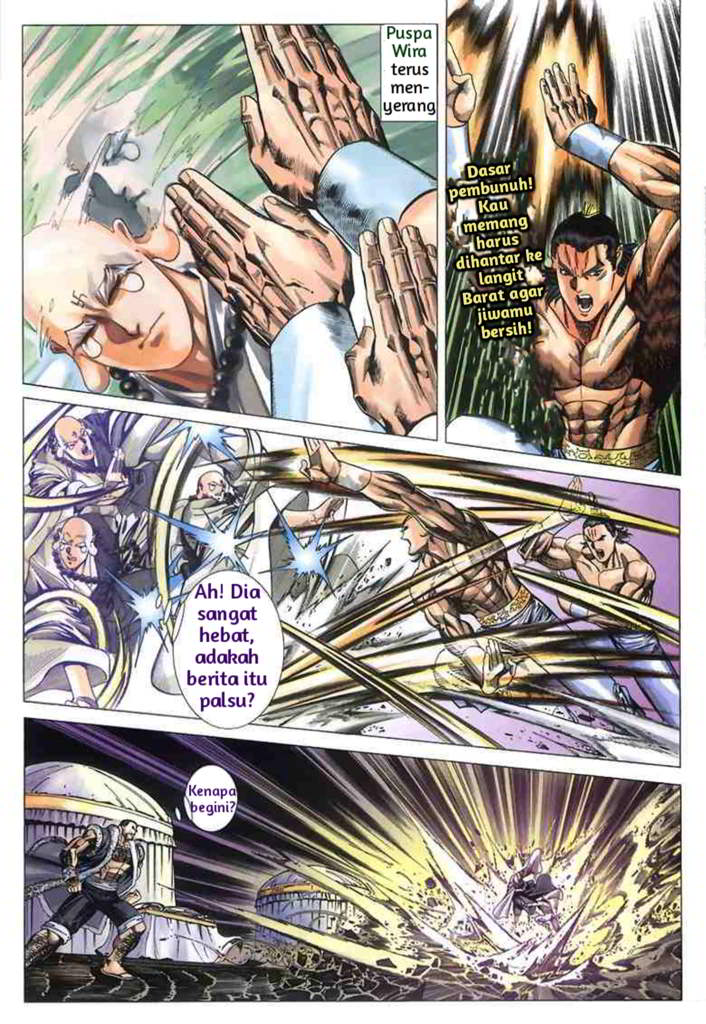 Puspa
Wira
terus
men-
yerang
Dasar
pembunuh!
Kau
memang
harus
dihantar ke
langit
Barat agar
jiwamu
bersih!
Ah! Dia
sangat
hebat,
adakah
berita itu
palsu?
Kenapa
begini?